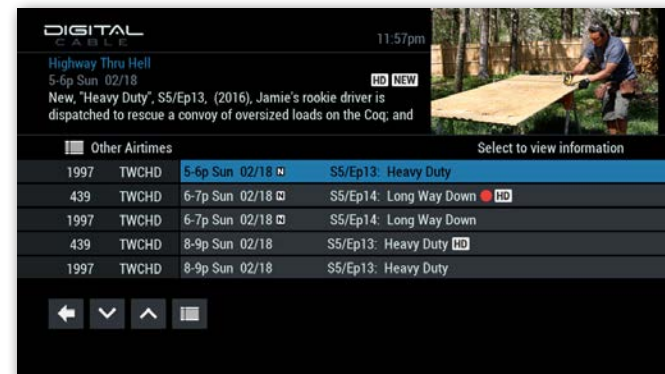 DIGITAL
CABLE
11:57pm
Highway Thru Hell
5-6p Sun 02/18 HD NEW
New, "Heavy Duty", S5/Ep13, (2016), Jamie's rookie driver is
dispatched to rescue a convoy of oversized loads on the Coq; and
Other Airtimes Select to view information
1997 TWCHD 5-6p Sun 02/18 N S5/Ep13: Heavy Duty
439 TWCHD 6-7p Sun 02/18 N S5/Ep14: Long Way Down HD
1997 TWCHD 6-7p Sun 02/18 N S5/Ep14: Long Way Down
439 TWCHD 8-9p Sun 02/18 S5/Ep13: Heavy Duty HD
1997 TWCHD 8-9p Sun 02/18 S5/Ep13: Heavy Duty